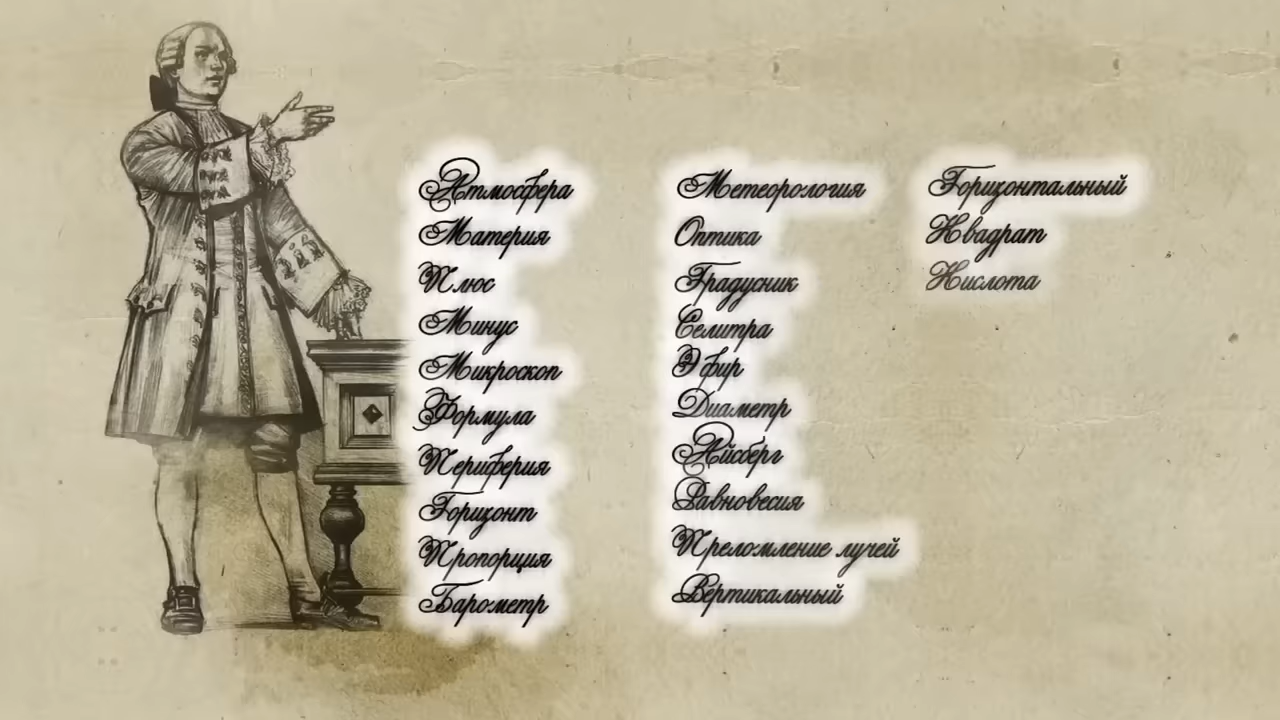 Атмосфера
Материя
Плюс
Минус
Микроскоп
Формула
Периферия
Горизонт
Пропорция
Барометр
Метеорология
Оптика
Градусник
Селитра
Эфир
Диаметр
Айсберг
Равновесия
Преломление лучей
Вертикальный
Горизонтальный
Квадрат
Кислота